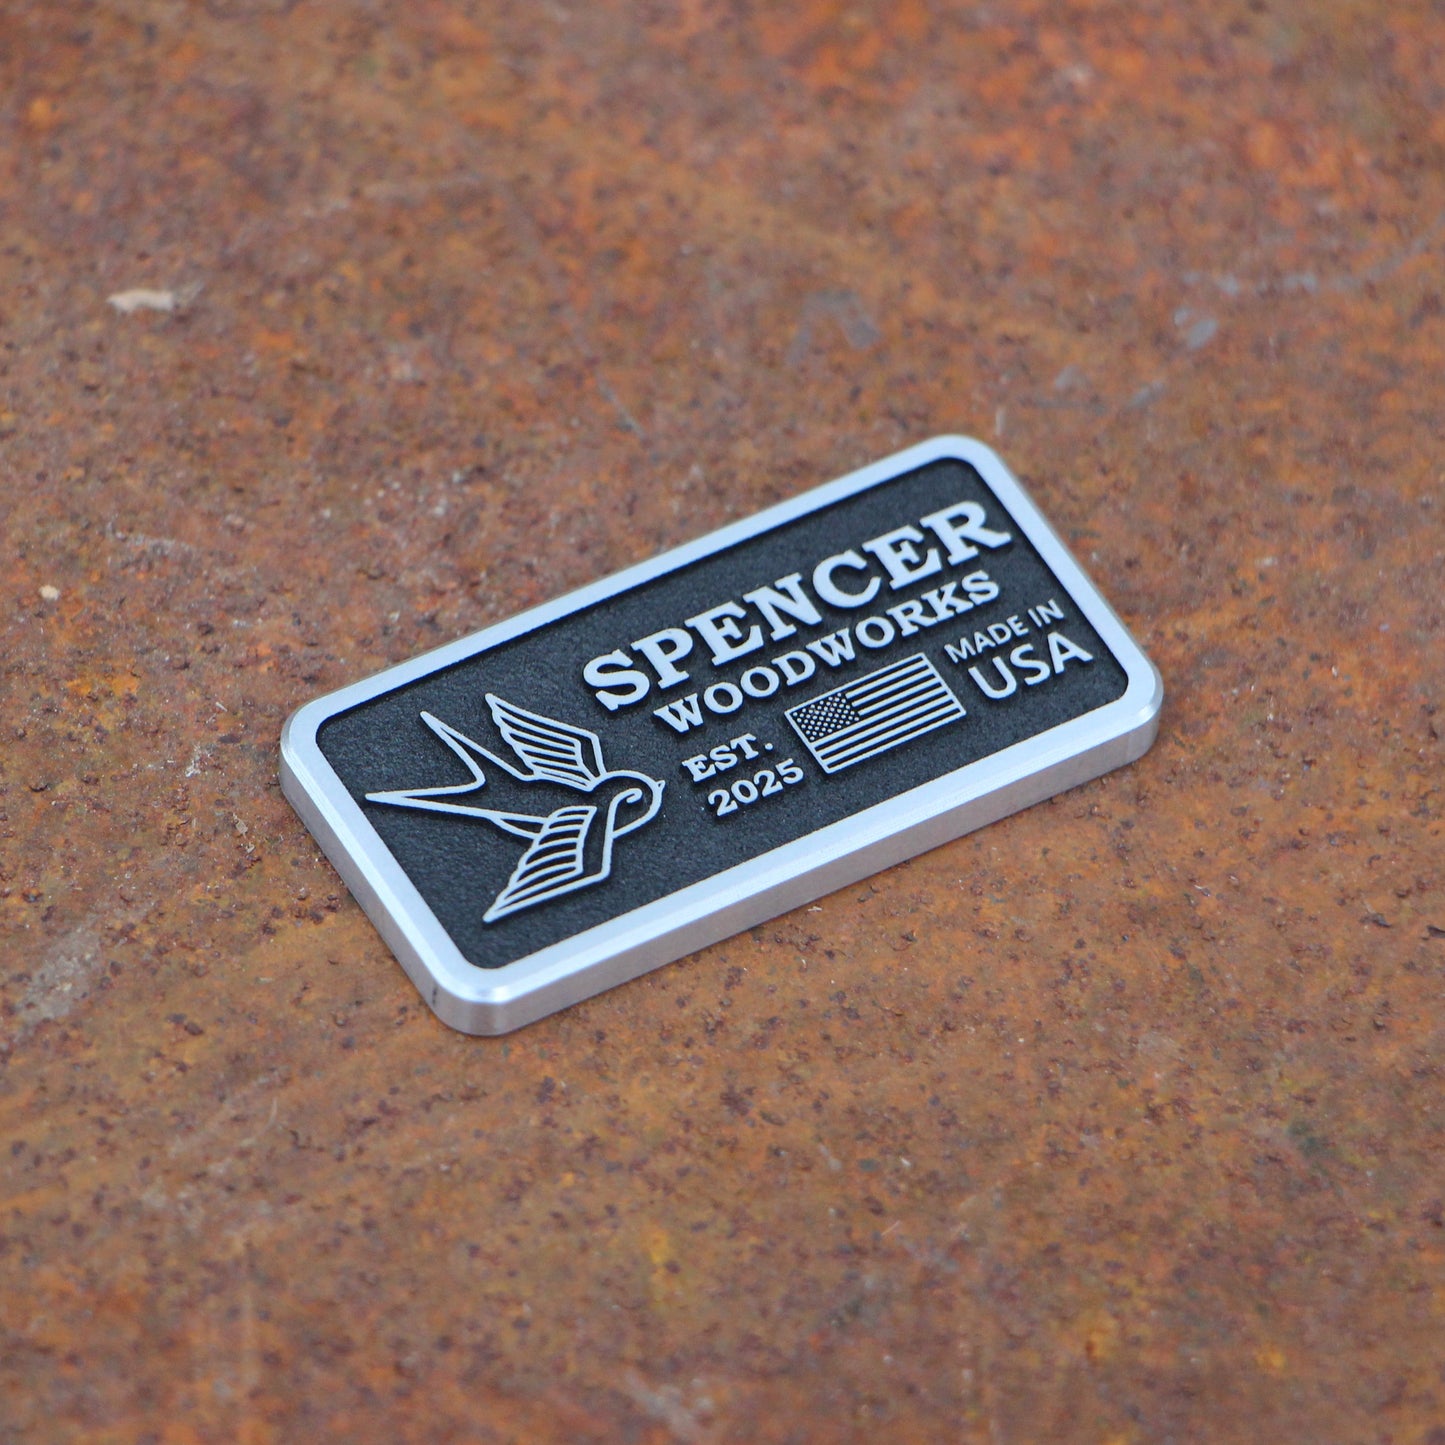 SPENCER
WOODWORKS
EST.
2025
MADE IN
USA